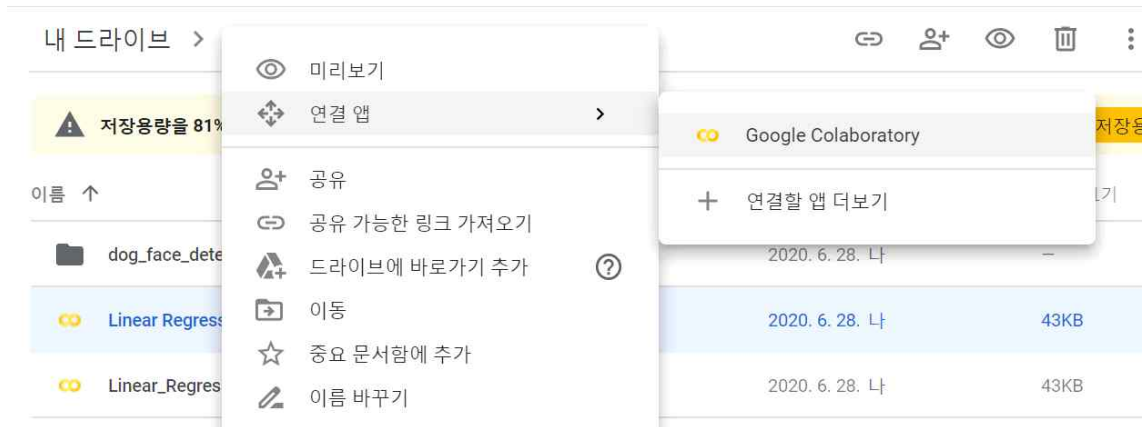 내 드라이브
미리보기
연결 앱
저장용량을 81%
Google Colaboratory
이름
공유
연결할 앱 더보기
공유 가능한 링크 가져오기
dog_face_dete
드라이브에 바로가기 추가
2020. 6. 28. 나
–
Linear Regress
이동
2020. 6. 28. 나
43KB
중요 문서함에 추가
Linear_Regres
이름 바꾸기
2020. 6. 28. 나
43KB